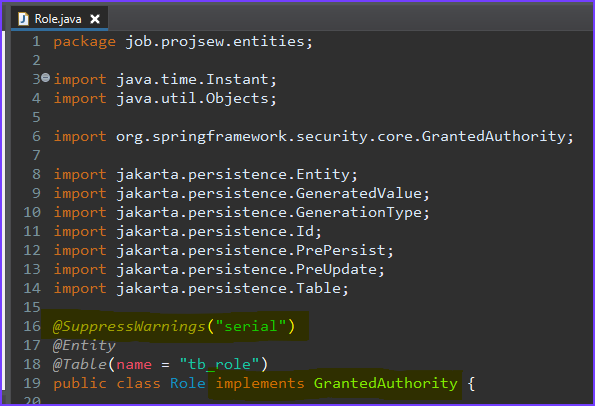 Role.java
1 package job.projsew.entities;
2
3 import java.time.Instant;
4 import java.util.Objects;
5
6 import org.springframework.security.core.GrantedAuthority;
7
8 import jakarta.persistence.Entity;
9 import jakarta.persistence.GeneratedValue;
10 import jakarta.persistence.GenerationType;
11 import jakarta.persistence.Id;
12 import jakarta.persistence.PrePersist;
13 import jakarta.persistence.PreUpdate;
14 import jakarta.persistence.Table;
15
16 @SuppressWarnings("serial")
17 @Entity
18 @Table(name = "tb_role")
19 public class Role implements GrantedAuthority {
20